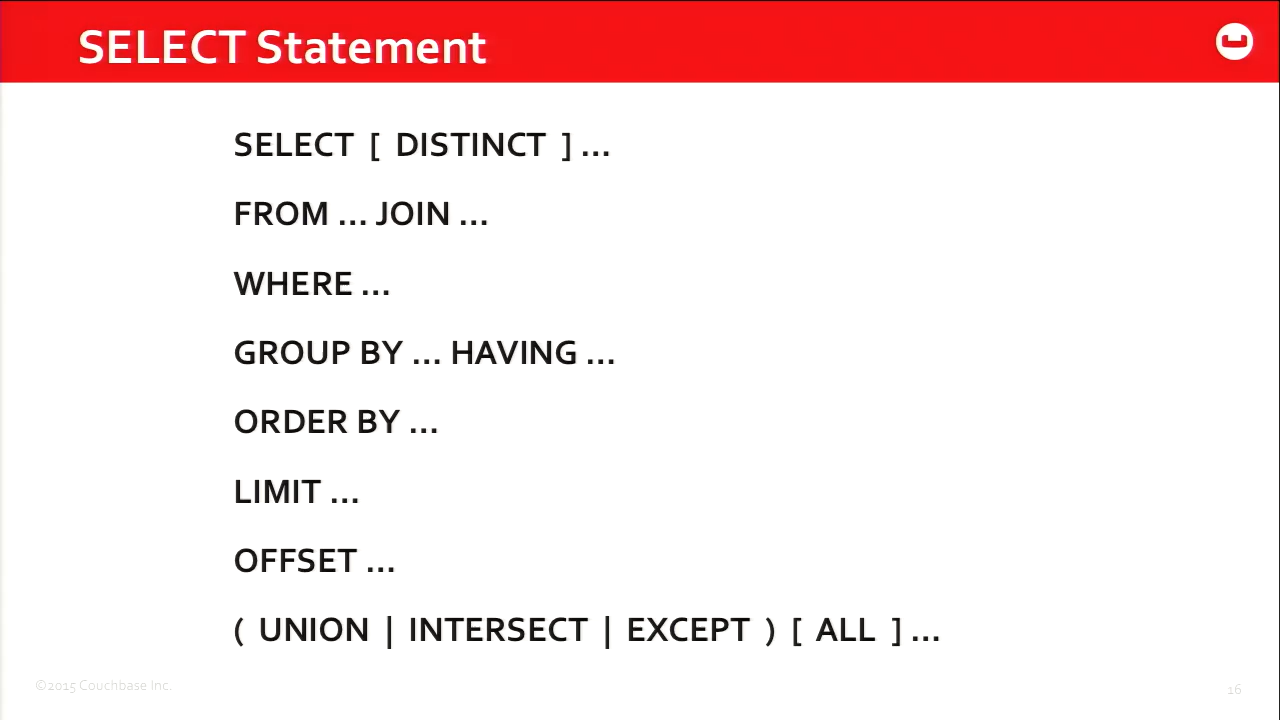 SELECT Statement
SELECT [ DISTINCT ] ...
FROM ... JOIN ...
WHERE ...
GROUP BY ... HAVING ...
ORDER BY ...
LIMIT ...
OFFSET ...
( UNION | INTERSECT | EXCEPT ) [ ALL ] ...
©2015 Couchbase Inc.
16